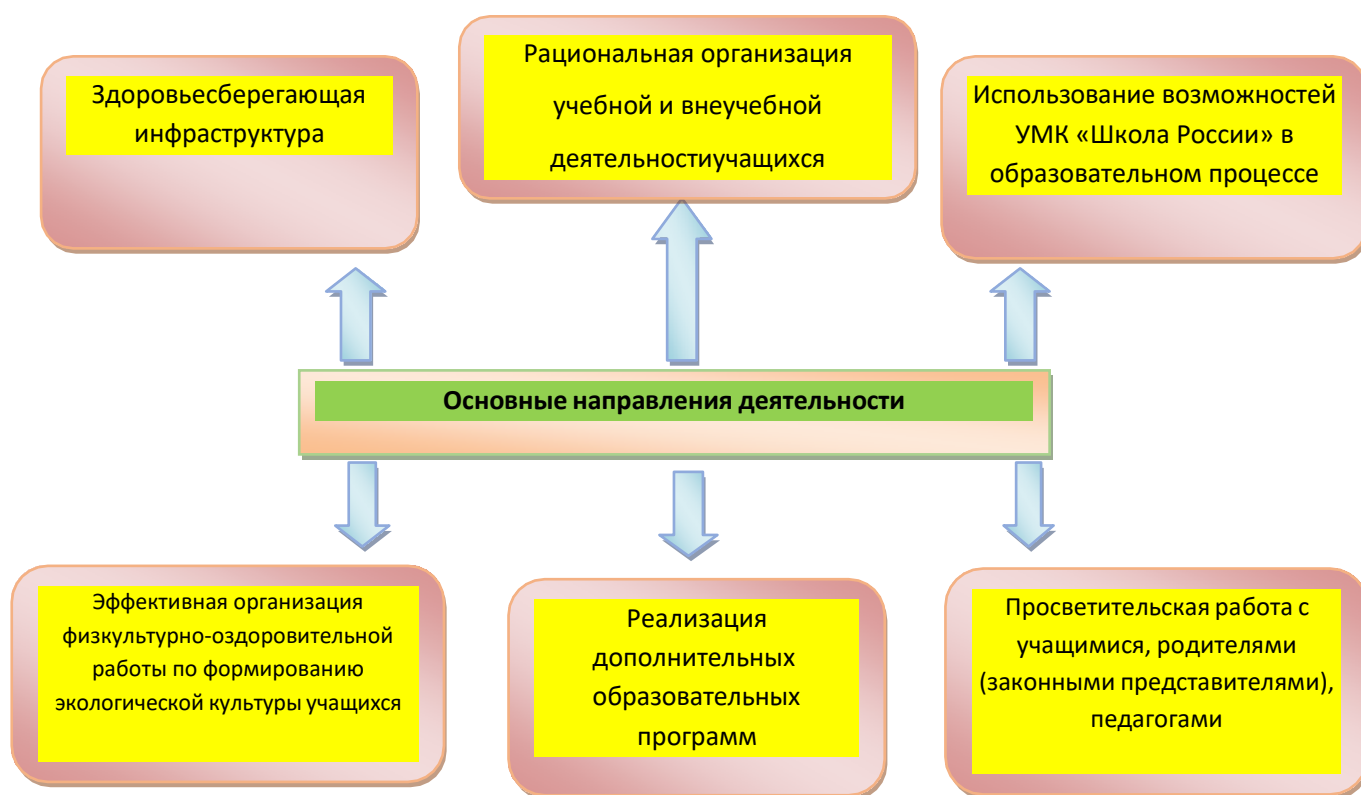 Здоровьесберегающая
инфраструктура
Рациональная организация
учебной и внеучебной
деятельностиучащихся
Использование возможностей
УМК «Школа России» в
образовательном процессе
Основные направления деятельности
Эффективная организация
физкультурно-оздоровительной
работы по формированию
экологической культуры учащихся
Реализация
дополнительных
образовательных
программ
Просветительская работа с
учащимися, родителями
(законными представителями),
педагогами